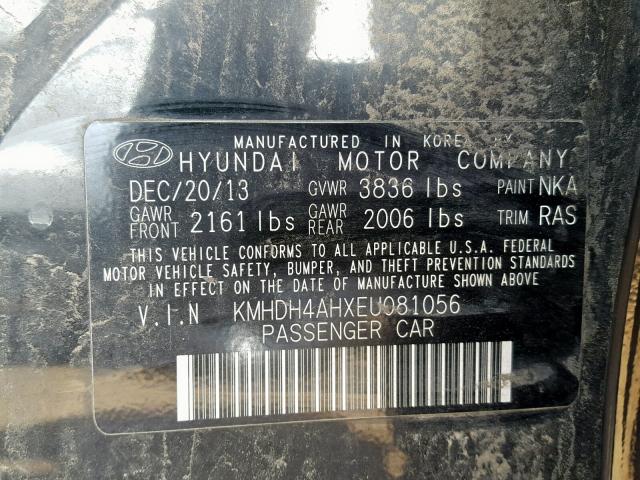 MANUFACTURED IN KOREA BY
HYUNDAI MOTOR COMPANY
DEC/20/13 GVWR 3836 lbs PAINT NKA
GAWR FRONT 2161 lbs GAWR REAR 2006 lbs TRIM RAS
THIS VEHICLE CONFORMS TO ALL APPLICABLE U.S.A. FEDERAL
MOTOR VEHICLE SAFETY, BUMPER, AND THEFT PREVENTION STANDARDS
IN EFFECT ON THE DATE OF MANUFACTURE SHOWN ABOVE
V.I.N KMHDH4AHXEU081056
PASSENGER CAR